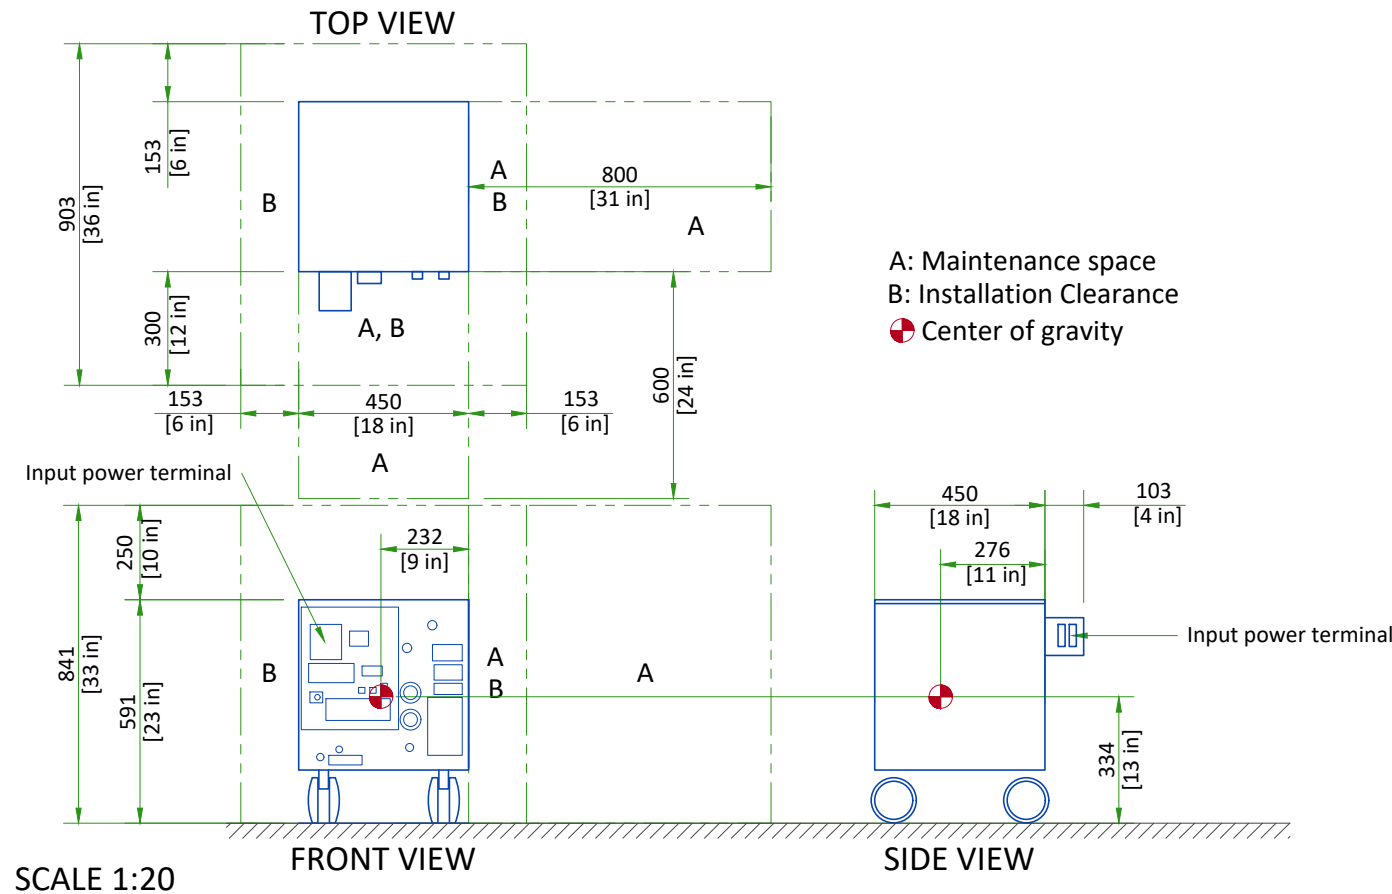 TOP VIEW
153
[6 in]
903
[36 in]
B
A
B
800
[31 in]
A
A: Maintenance space
B: Installation Clearance
Center of gravity
300
[12 in]
A, B
600
[24 in]
153
[6 in]
450
[18 in]
153
[6 in]
A
Input power terminal
450
[18 in]
103
[4 in]
250
[10 in]
232
[9 in]
276
[11 in]
Input power terminal
841
[33 in]
591
[23 in]
B
A
B
A
334
[13 in]
FRONT VIEW
SIDE VIEW
SCALE 1:20